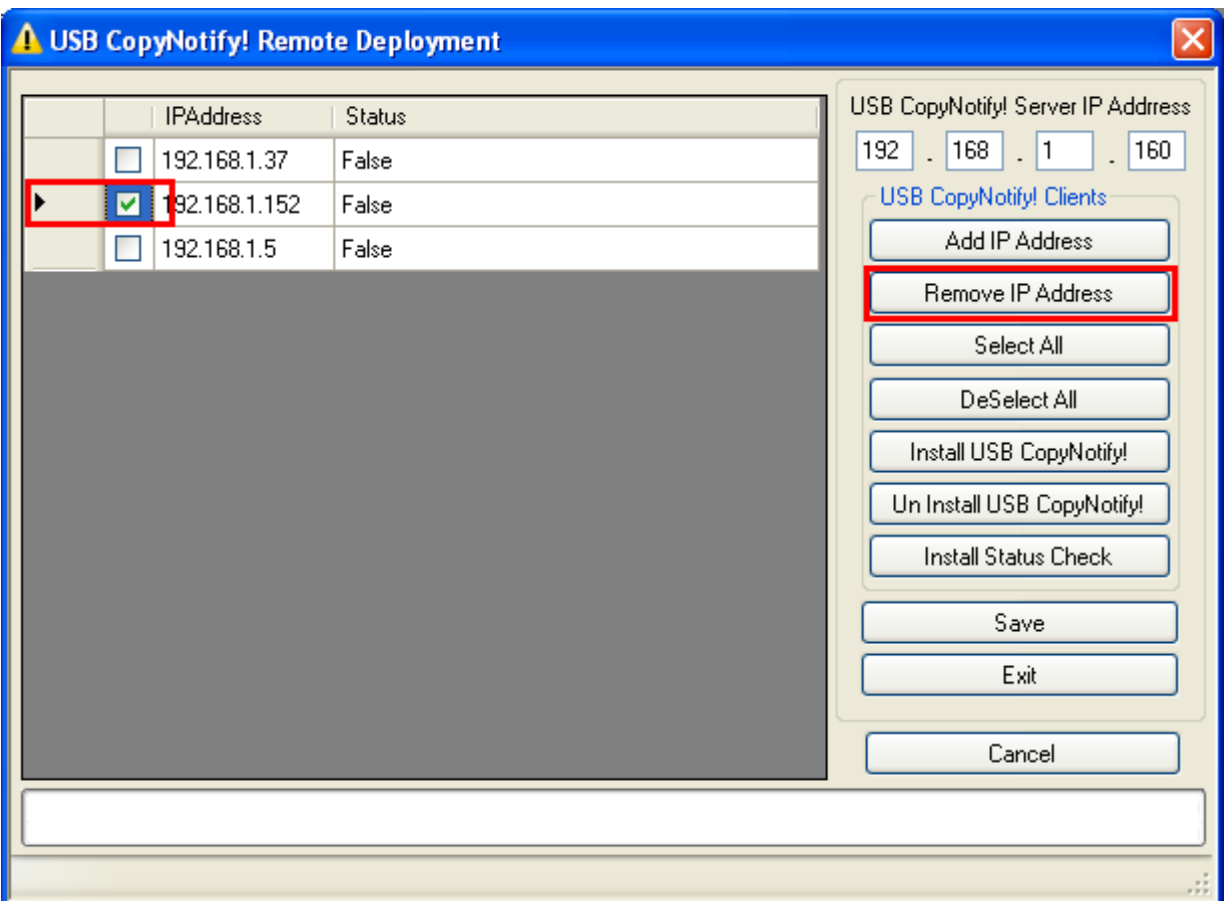 USB CopyNotify! Remote Deployment
IPAddress Status
192.168.1.37 False
192.168.1.152 False
192.168.1.5 False
USB CopyNotify! Server IP Addrress
192 . 168 . 1 . 160
USB CopyNotify! Clients
Add IP Address
Remove IP Address
Select All
DeSelect All
Install USB CopyNotify!
Un Install USB CopyNotify!
Install Status Check
Save
Exit
Cancel